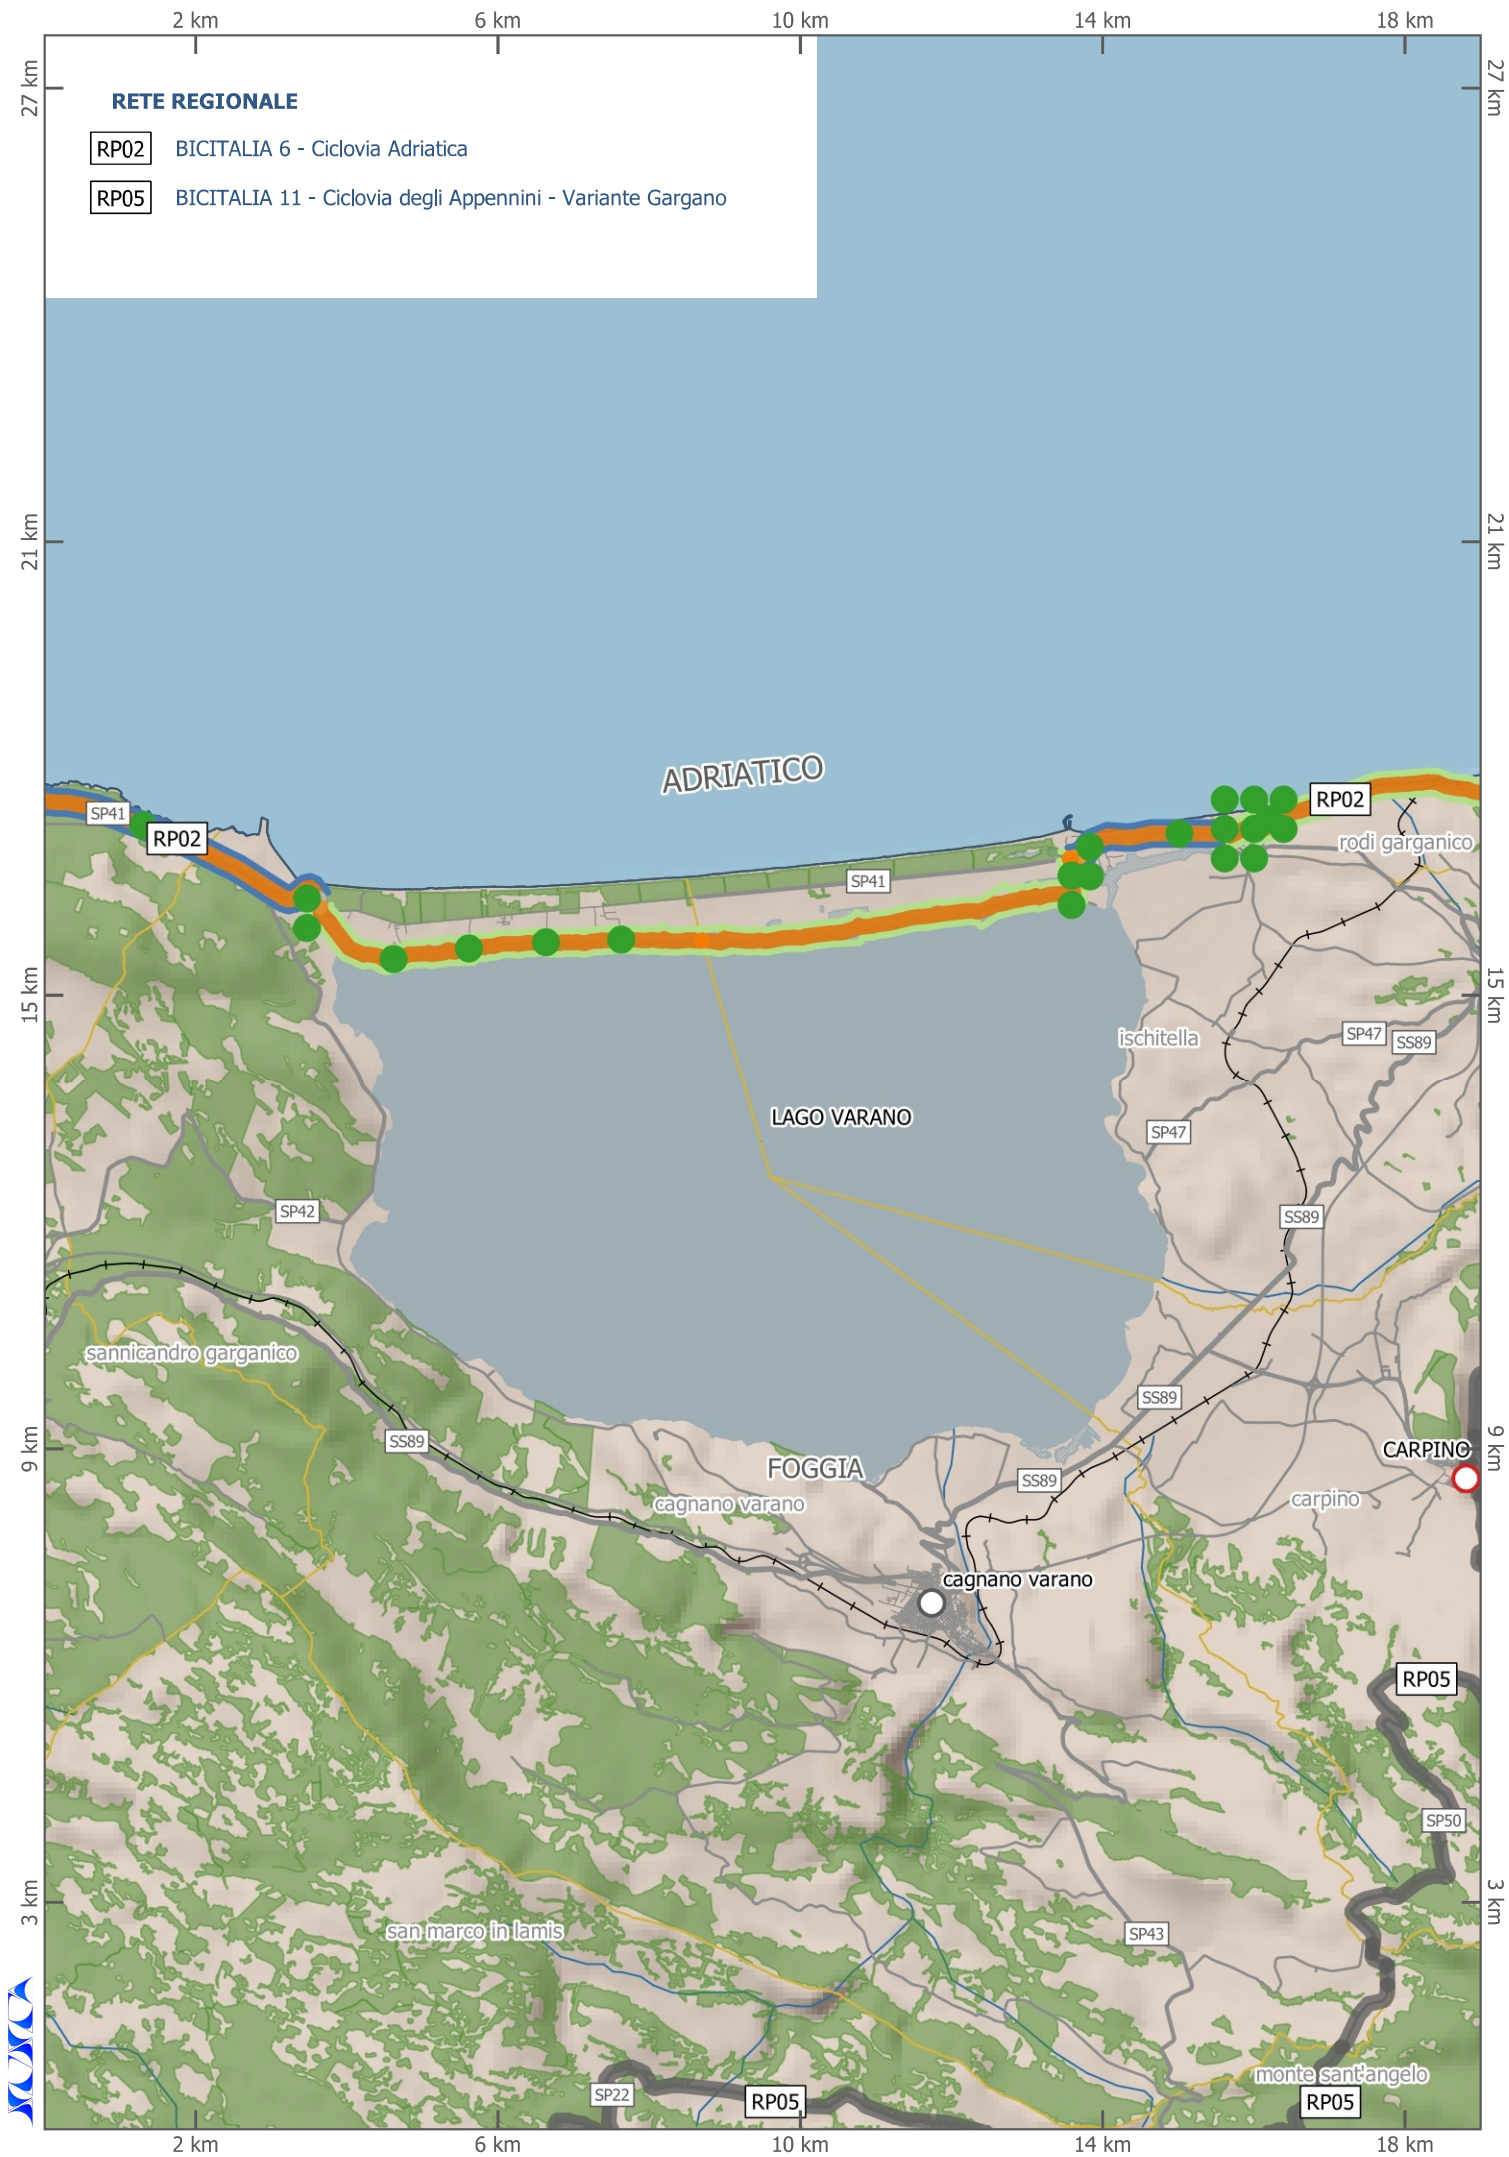 2 km 6 km 10 km 14 km 18 km
27 km 27 km
RETE REGIONALE
RP02 BICITALIA 6 - Ciclovia Adriatica
RP05 BICITALIA 11 - Ciclovia degli Appennini - Variante Gargano
21 km 21 km
ADRIATICO
SP41 RP02
RP02
rodi garganico
SP41
15 km 15 km
ischitella SP47 SS89
LAGO VARANO
SP47
SP42 SS89
sannicandro garganico
SS89
SS89
9 km CARPINO 9 km
FOGGIA SS89
cagnano varano carpino
cagnano varano
RP05
SP50
3 km 3 km
san marco in lamis SP43
monte sant'angelo
SP22 RP05 RP05
2 km 6 km 10 km 14 km 18 km